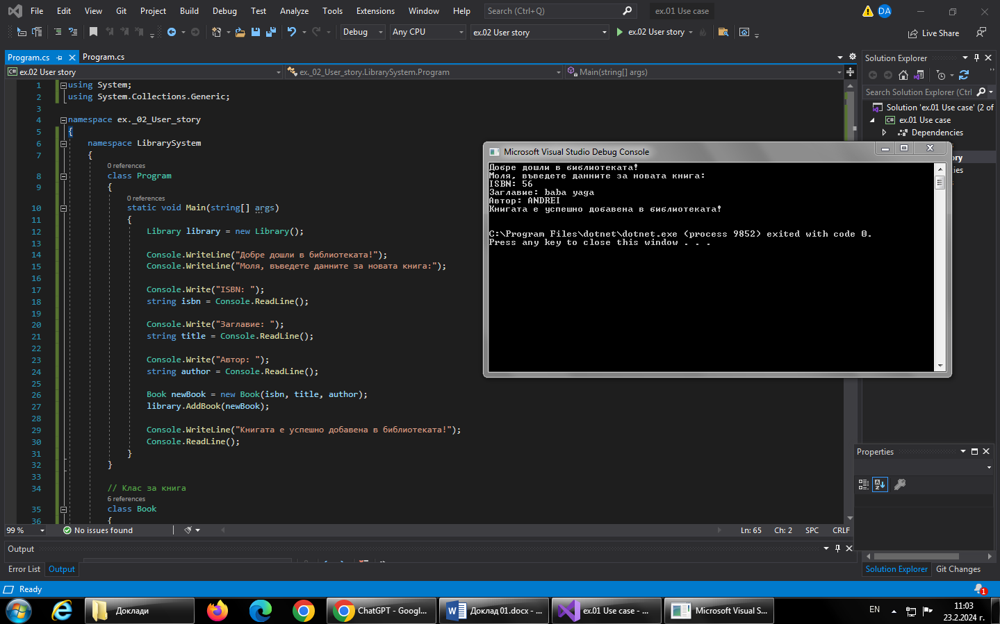 File Edit View Git Project Build Debug Test Analyze Tools Extensions Window Help Search (Ctrl+Q) ex.01 Use case DA
Debug Any CPU ex.02 User story ex.02 User story Live Share
Program.cs Program.cs
C# ex.02 User story ex._02_User_story.LibrarySystem.Program Main(string[] args)
1 using System;
2 using System.Collections.Generic;
3
4 namespace ex._02_User_story
5 {
6 namespace LibrarySystem
7 {
0 references
8 class Program
9 {
0 references
10 static void Main(string[] args)
11 {
12 Library library = new Library();
13
14 Console.WriteLine("Добре дошли в библиотеката!");
15 Console.WriteLine("Моля, въведете данните за новата книга:");
16
17 Console.Write("ISBN: ");
18 string isbn = Console.ReadLine();
19
20 Console.Write("Заглавие: ");
21 string title = Console.ReadLine();
22
23 Console.Write("Автор: ");
24 string author = Console.ReadLine();
25
26 Book newBook = new Book(isbn, title, author);
27 library.AddBook(newBook);
28
29 Console.WriteLine("Книгата е успешно добавена в библиотеката!");
30 Console.ReadLine();
31 }
32 }
33
34 // Клас за книга
6 references
35 class Book
36 {
99 % No issues found Ln: 65 Ch: 2 SPC CRLF
Output
Error List Output
Microsoft Visual Studio Debug Console
Добре дошли в библиотеката!
Моля, въведете данните за новата книга:
ISBN: 56
Заглавие: baba yaga
Автор: ANDREI
Книгата е успешно добавена в библиотеката!
C:\Program Files\dotnet\dotnet.exe (process 9852) exited with code 0.
Press any key to close this window . . .
Solution Explorer
Search Solution Explorer (Ctrl
Solution 'ex.01 Use case' (2 of
C# ex.01 Use case
Dependencies
Properties
Solution Explorer Git Changes
Ready 1
Доклади ChatGPT - Googl... Доклад 01.docx - ... ex.01 Use case - ... Microsoft Visual S... EN 11:03
23.2.2024 г.